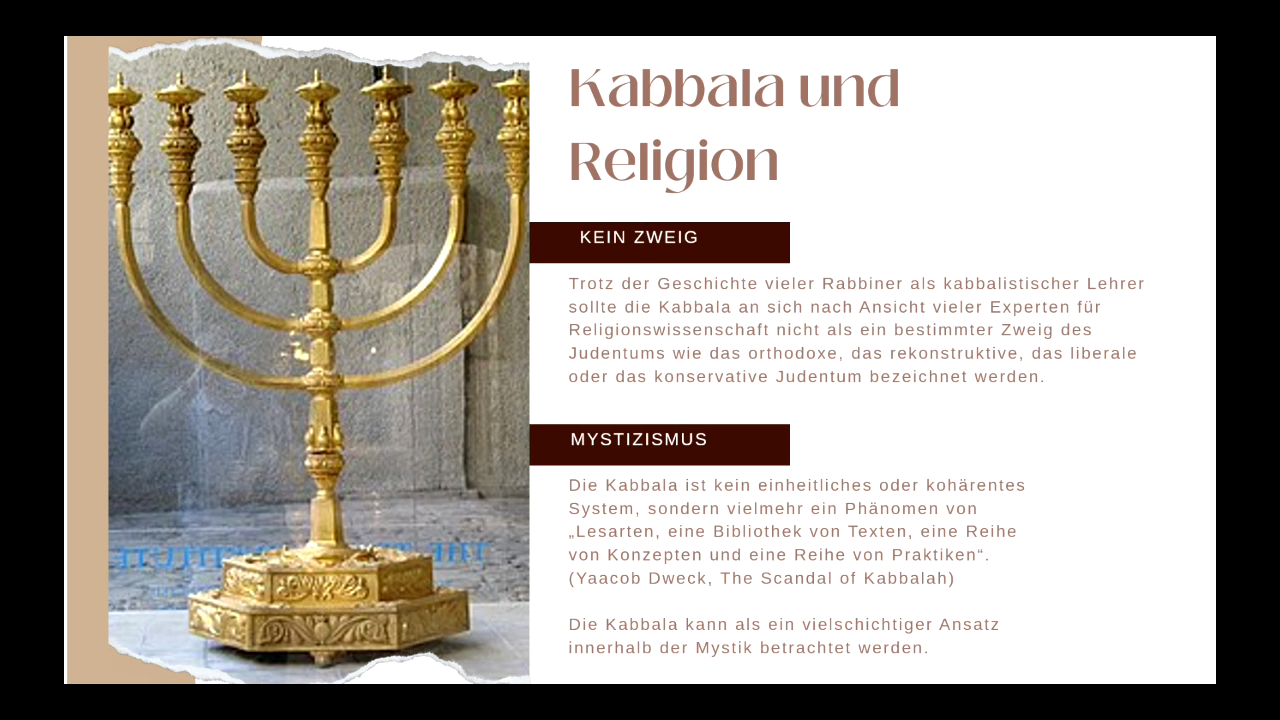 Kabbala und
Religion
KEIN ZWEIG
Trotz der Geschichte vieler Rabbiner als kabbalistischer Lehrer
sollte die Kabbala an sich nach Ansicht vieler Experten für
Religionswissenschaft nicht als ein bestimmter Zweig des
Judentums wie das orthodoxe, das rekonstruktive, das liberale
oder das konservative Judentum bezeichnet werden.
MYSTIZISMUS
Die Kabbala ist kein einheitliches oder kohärentes
System, sondern vielmehr ein Phänomen von
„Lesarten, eine Bibliothek von Texten, eine Reihe
von Konzepten und eine Reihe von Praktiken“.
(Yaacob Dweck, The Scandal of Kabbalah)
Die Kabbala kann als ein vielschichtiger Ansatz
innerhalb der Mystik betrachtet werden.